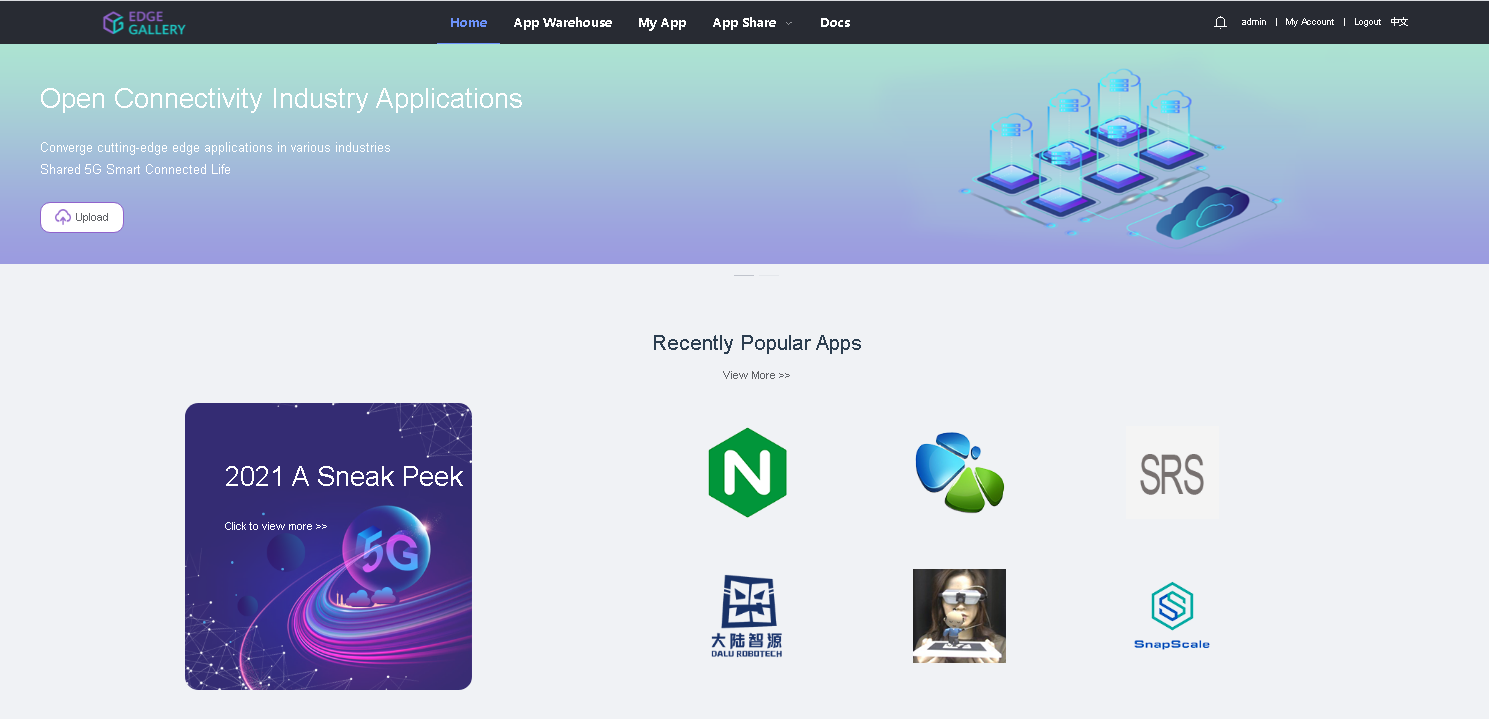 EDGE
GALLERY
Home App Warehouse My App App Share Docs
admin | My Account | Logout 中文
Open Connectivity Industry Applications
Converge cutting-edge edge applications in various industries
Shared 5G Smart Connected Life
Upload
Recently Popular Apps
View More >>
2021 A Sneak Peek
Click to view more >>
5G
N
SRS
大陆智源
DALU ROBOTECH
SnapScale